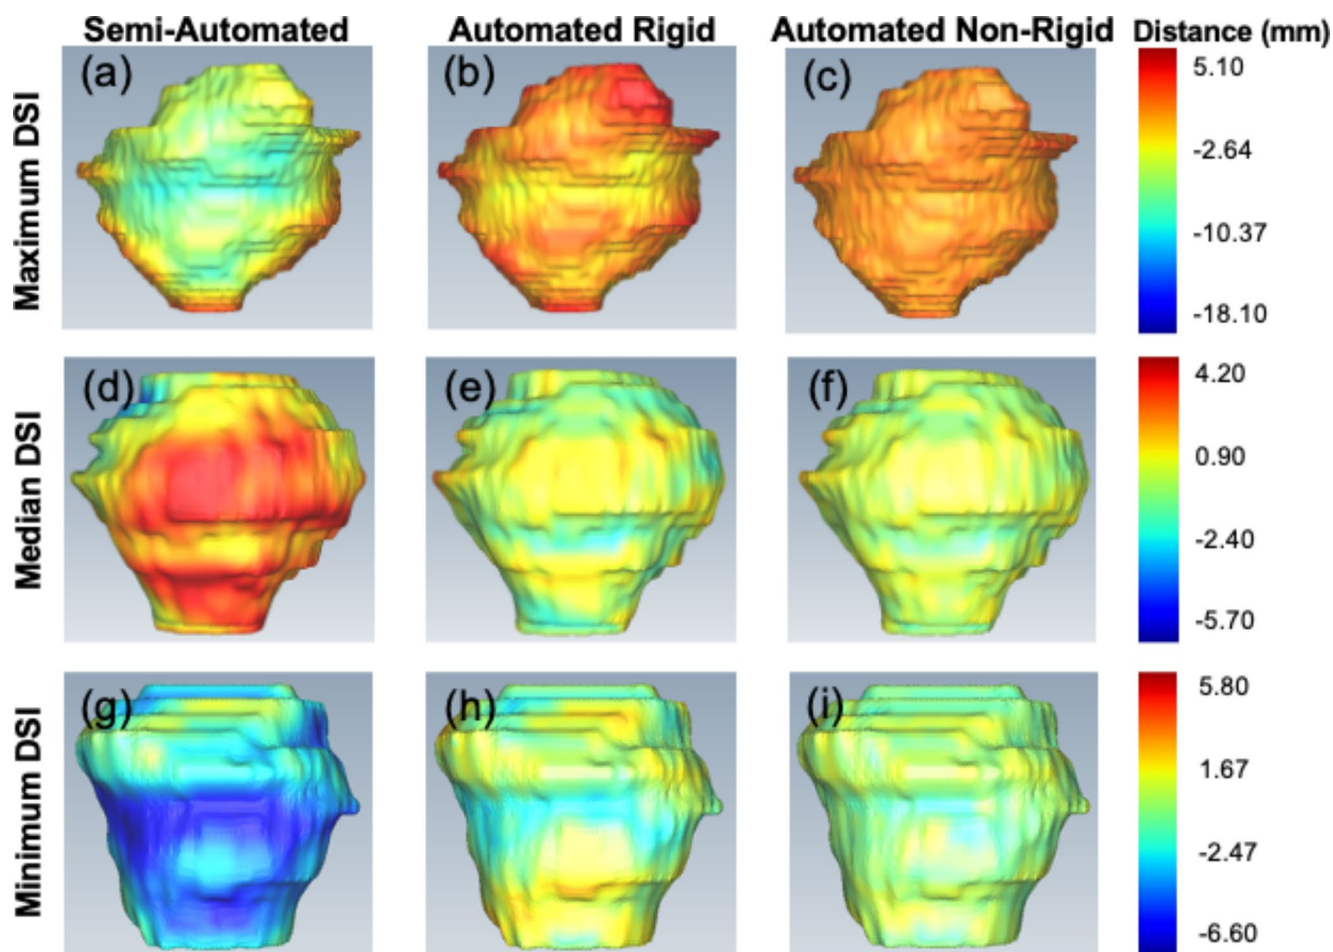 Semi-Automated Automated Rigid Automated Non-Rigid Distance (mm)
Maximum DSI
(a) (b) (c)
5.10
-2.64
-10.37
-18.10
Median DSI
(d) (e) (f)
4.20
0.90
-2.40
-5.70
Minimum DSI
(g) (h) (i)
5.80
1.67
-2.47
-6.60